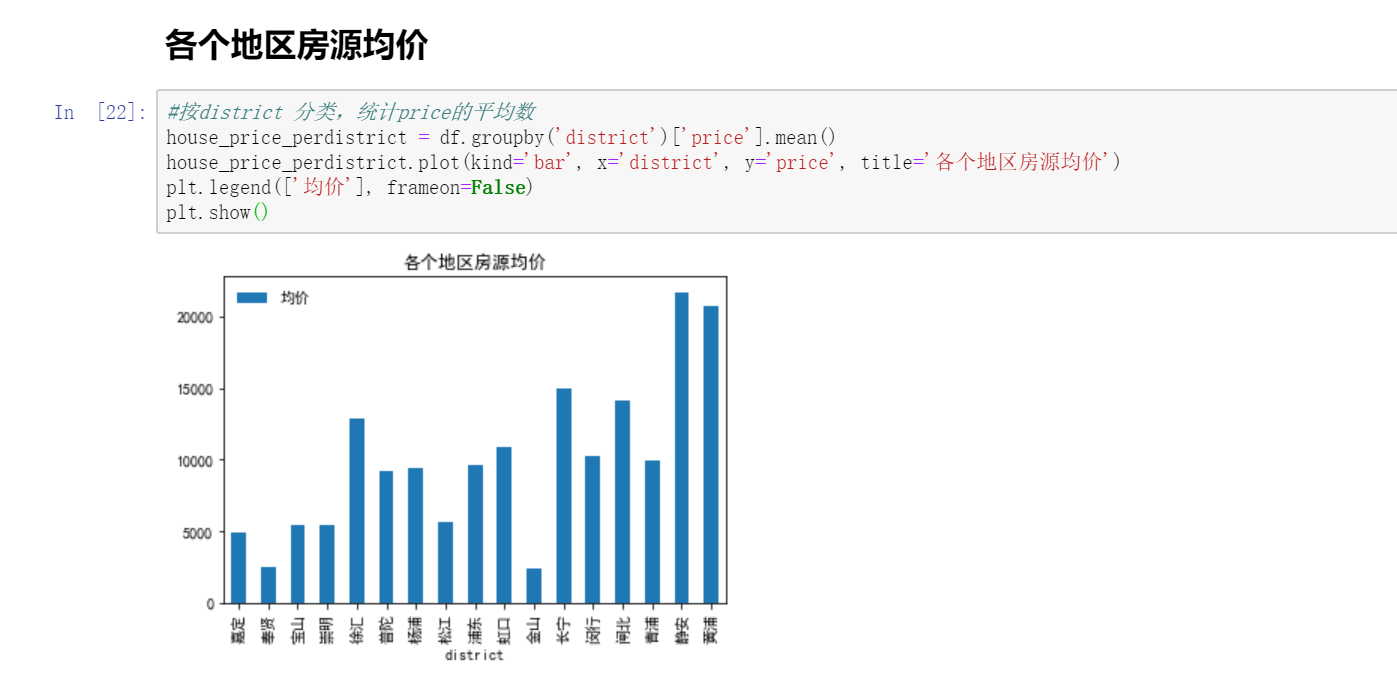 各个地区房源均价
In [22]: #按district 分类，统计price的平均数
house_price_perdistrict = df.groupby('district')['price'].mean()
house_price_perdistrict.plot(kind='bar', x='district', y='price', title='各个地区房源均价')
plt.legend(['均价'], frameon=False)
plt.show()
各个地区房源均价
均价
20000
15000
10000
5000
0
嘉定 奉贤 宝山 崇明 徐汇 普陀 杨浦 松江 浦东 虹口 金山 长宁 闵行 闸北 青浦 静安 黄浦
district